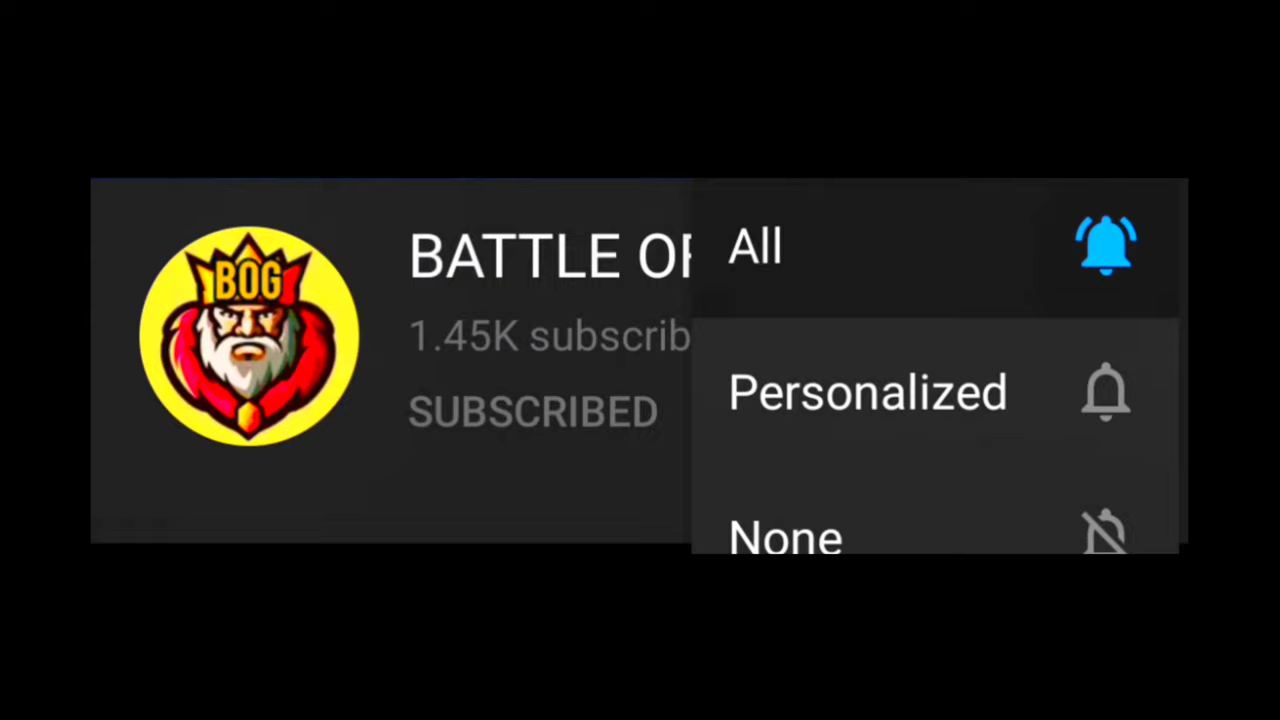 BOG
BATTLE OF
1.45K subscrib
SUBSCRIBED
All
Personalized
None